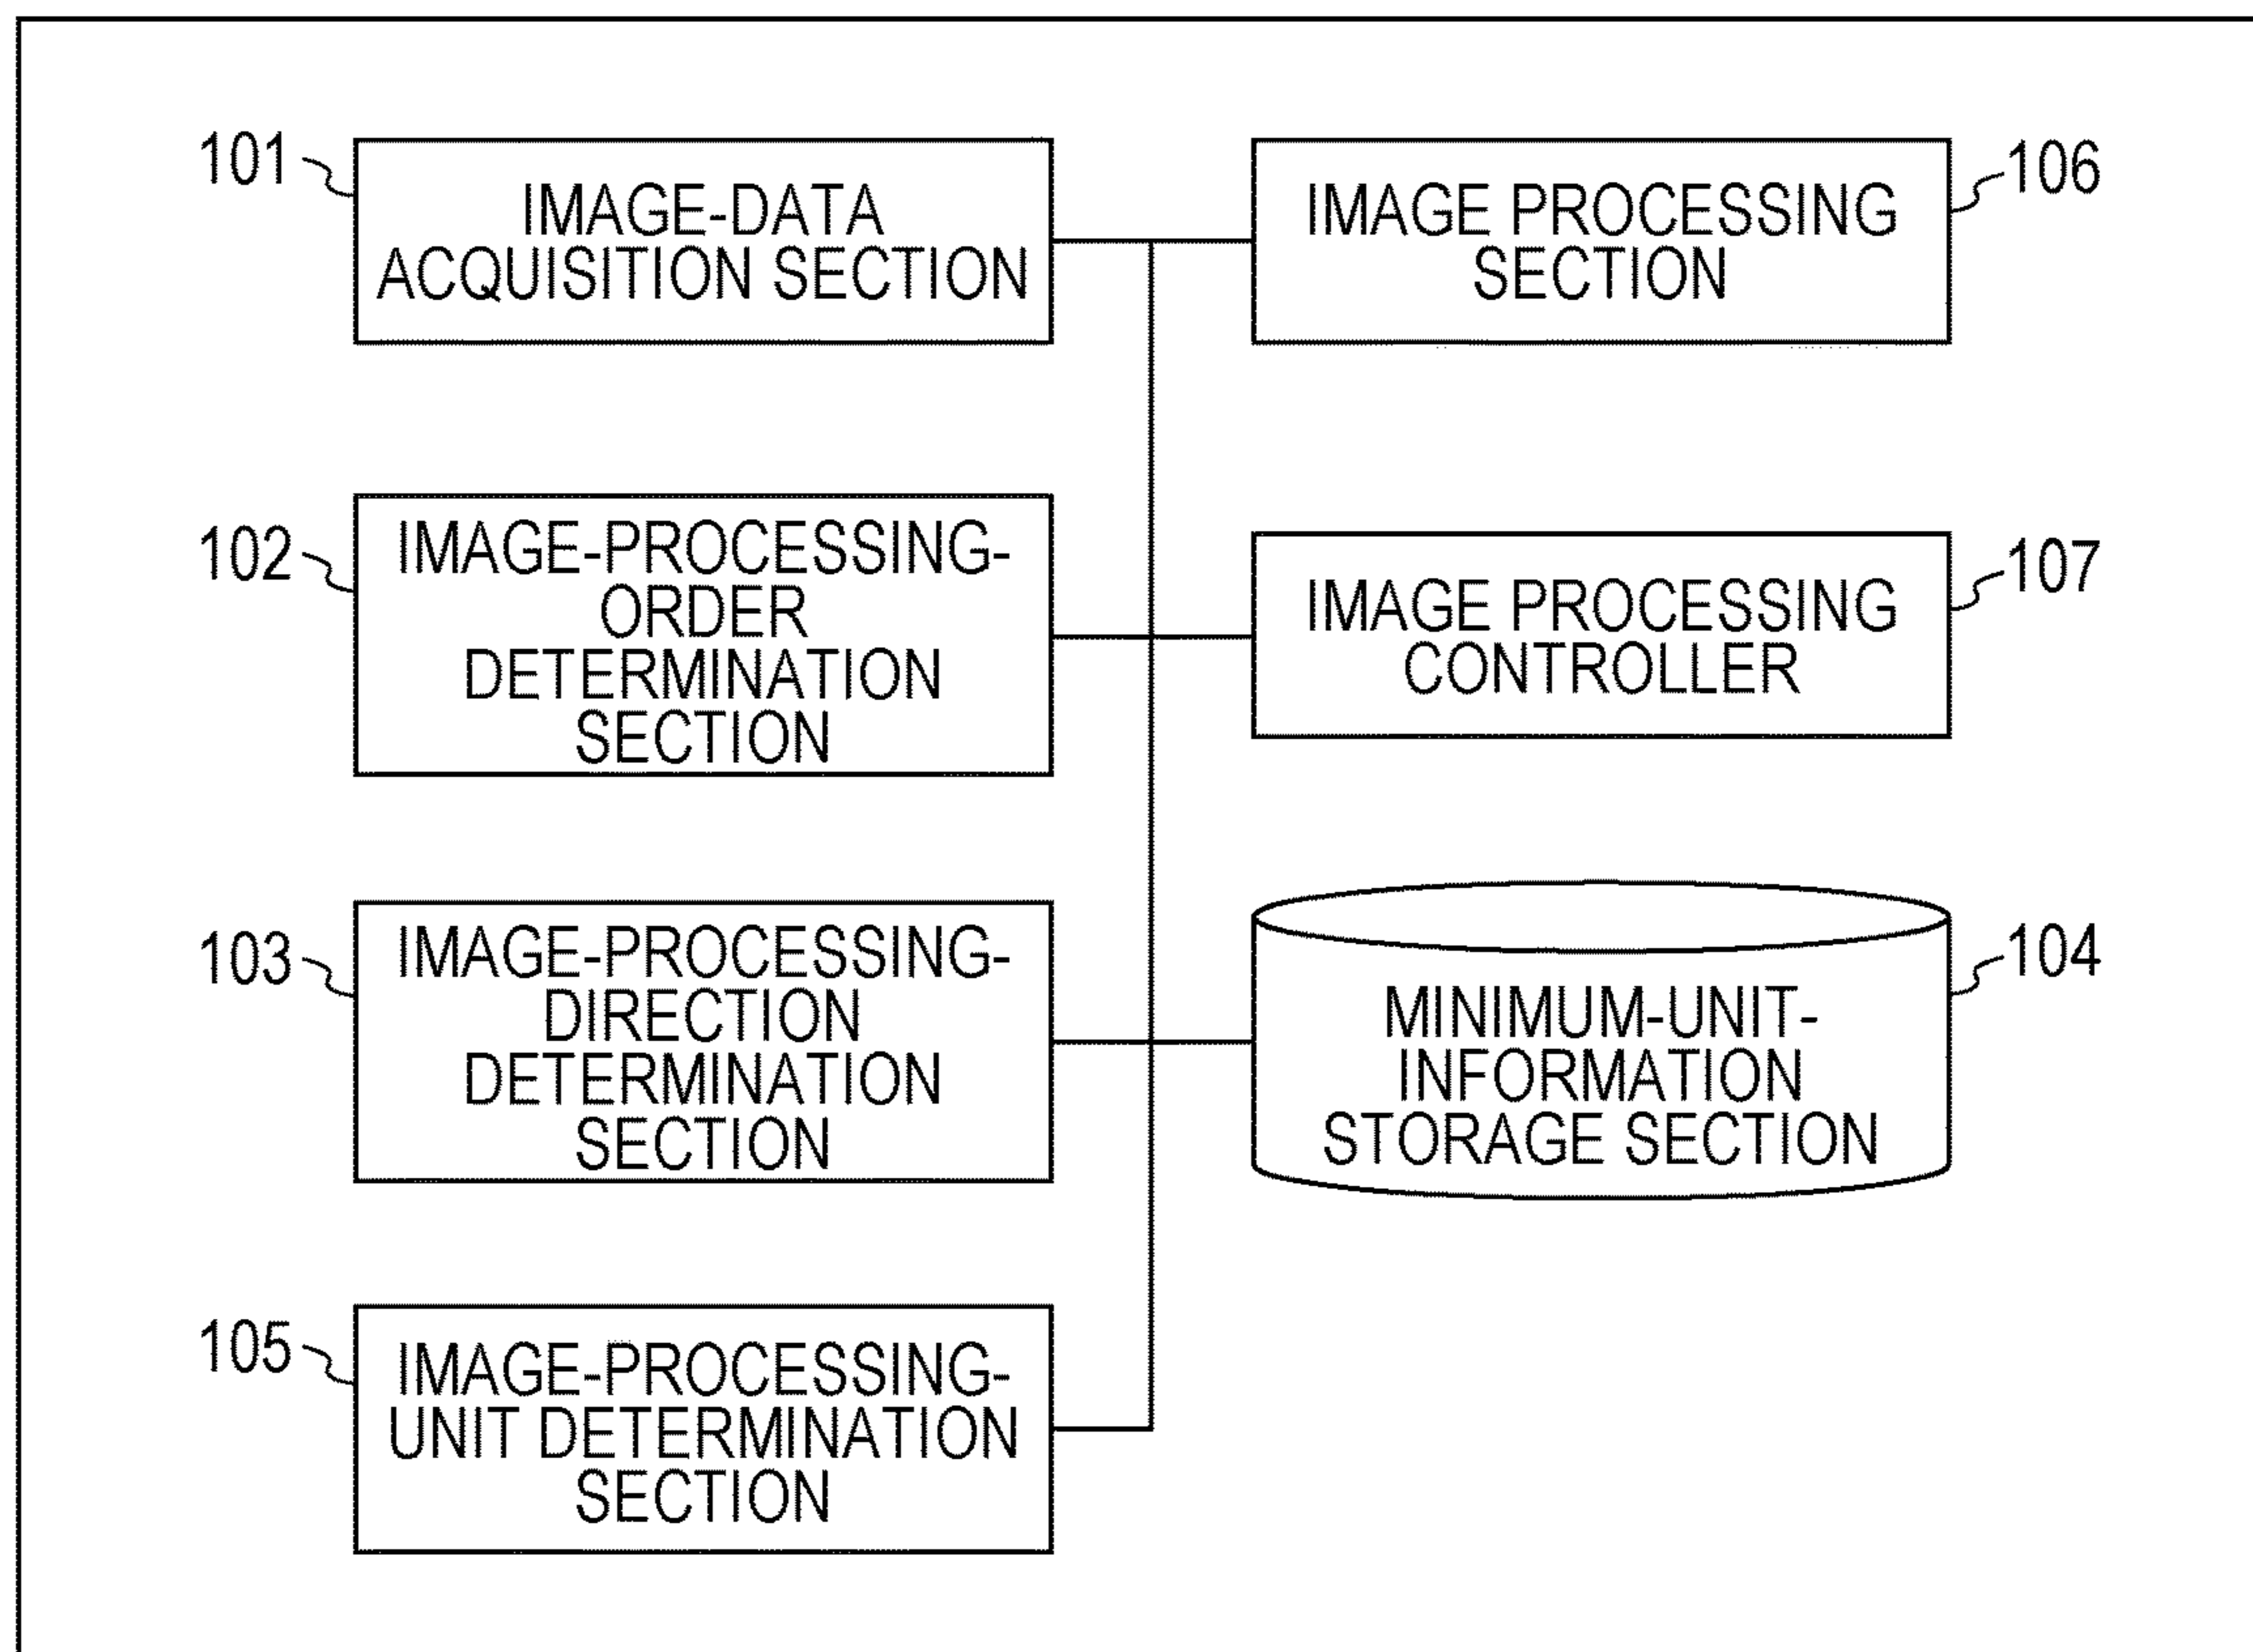 101
IMAGE-DATA
ACQUISITION SECTION
106
IMAGE PROCESSING
SECTION
102
IMAGE-PROCESSING-
ORDER
DETERMINATION
SECTION
107
IMAGE PROCESSING
CONTROLLER
103
IMAGE-PROCESSING-
DIRECTION
DETERMINATION
SECTION
104
MINIMUM-UNIT-
INFORMATION
STORAGE SECTION
105
IMAGE-PROCESSING-
UNIT DETERMINATION
SECTION